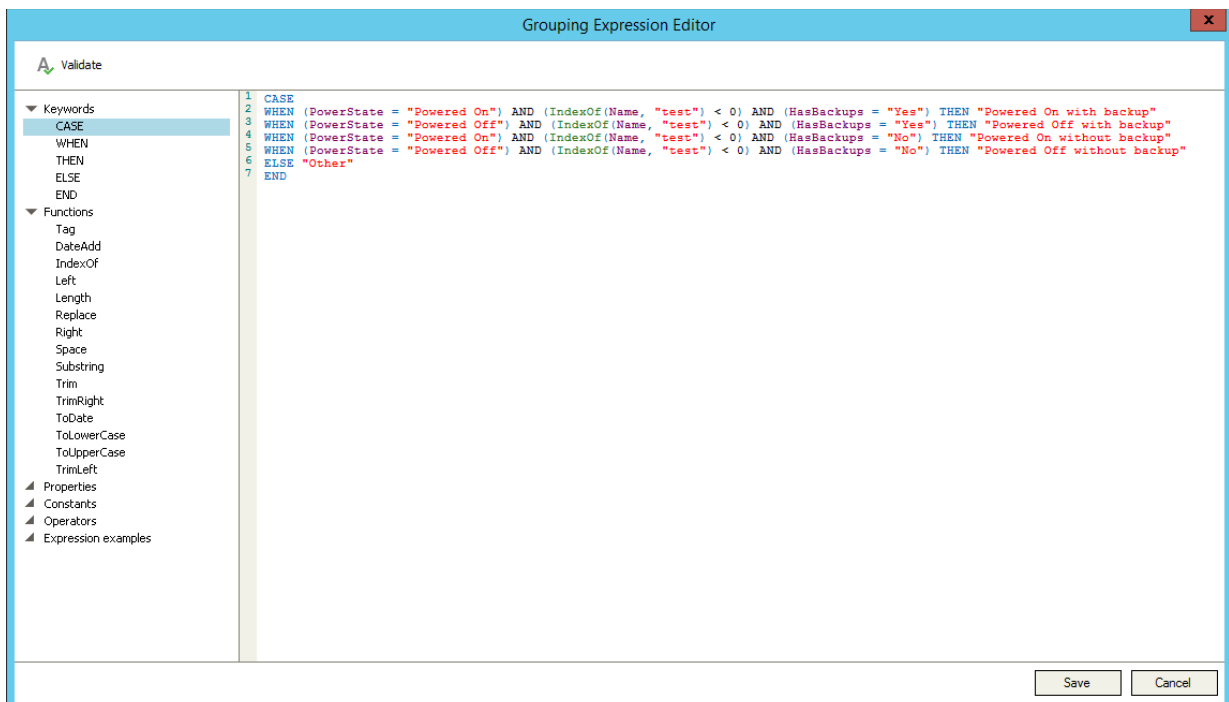 Grouping Expression Editor
x
A Validate
Keywords
CASE
WHEN
THEN
ELSE
END
Functions
Tag
DateAdd
IndexOf
Left
Length
Replace
Right
Space
Substring
Trim
TrimRight
ToDate
ToLowerCase
ToUpperCase
TrimLeft
Properties
Constants
Operators
Expression examples
1 CASE
2 WHEN (PowerState = "Powered On") AND (IndexOf(Name, "test") < 0) AND (HasBackups = "Yes") THEN "Powered On with backup"
3 WHEN (PowerState = "Powered Off") AND (IndexOf(Name, "test") < 0) AND (HasBackups = "Yes") THEN "Powered Off with backup"
4 WHEN (PowerState = "Powered On") AND (IndexOf(Name, "test") < 0) AND (HasBackups = "No") THEN "Powered On without backup"
5 WHEN (PowerState = "Powered Off") AND (IndexOf(Name, "test") < 0) AND (HasBackups = "No") THEN "Powered Off without backup"
6 ELSE "Other"
7 END
Save
Cancel